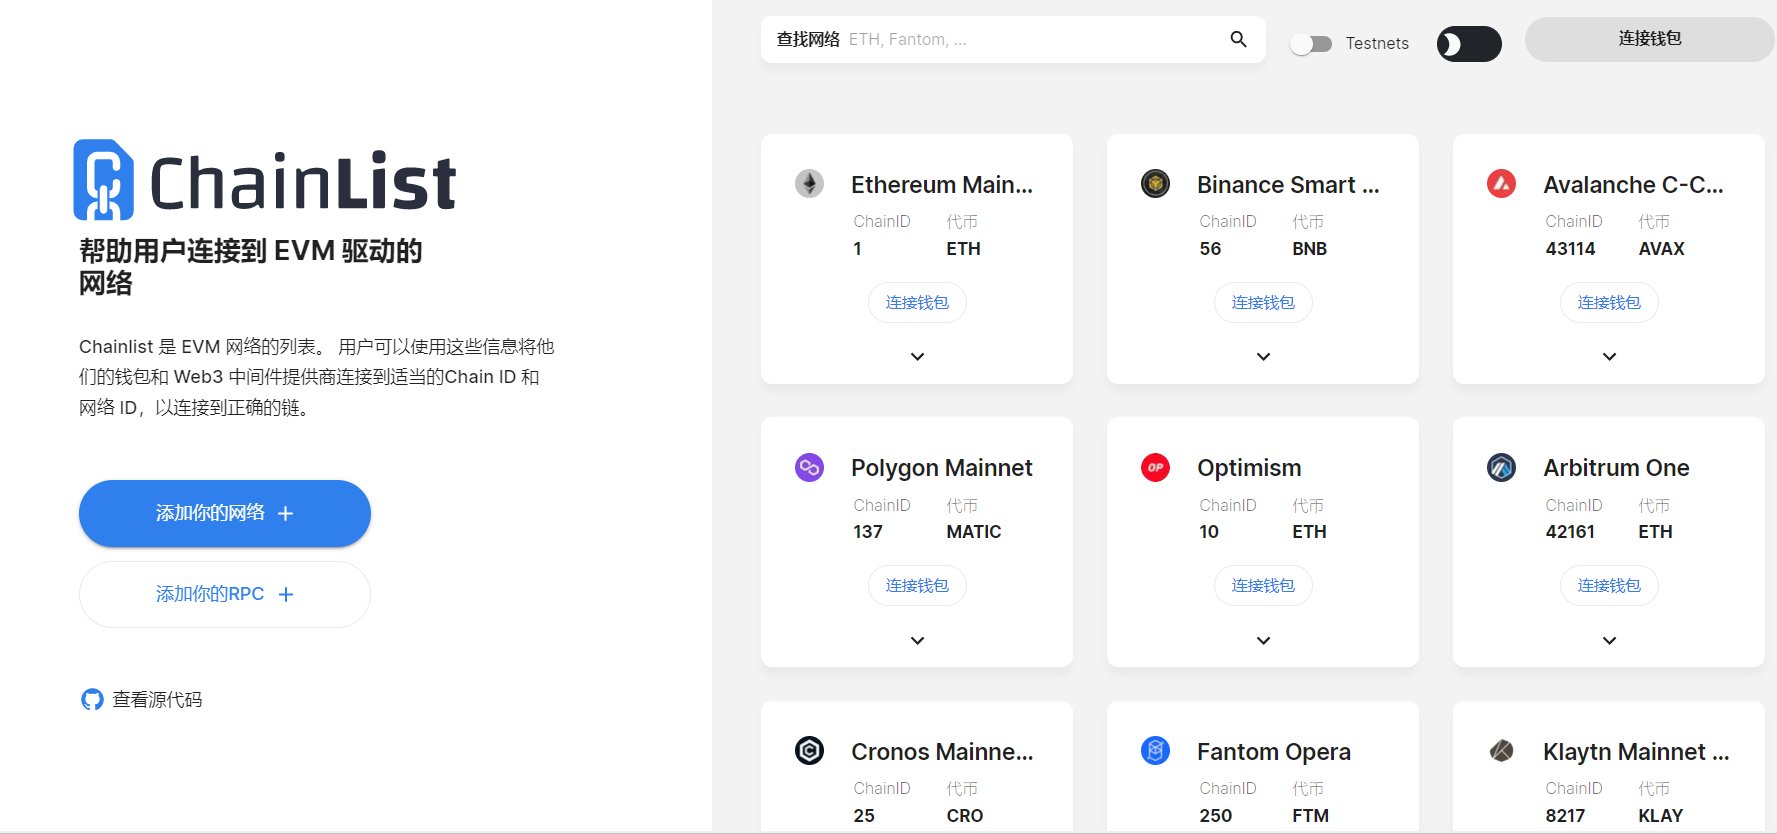 查找网络 ETH, Fantom, ...
Testnets
连接钱包
ChainList
帮助用户连接到 EVM 驱动的
网络
Chainlist 是 EVM 网络的列表。 用户可以使用这些信息将他
们的钱包和 Web3 中间件提供商连接到适当的Chain ID 和
网络 ID，以连接到正确的链。
添加你的网络 +
添加你的RPC +
查看源代码
Ethereum Main...
ChainID 代币
1 ETH
连接钱包
Binance Smart ...
ChainID 代币
56 BNB
连接钱包
Avalanche C-C...
ChainID 代币
43114 AVAX
连接钱包
Polygon Mainnet
ChainID 代币
137 MATIC
连接钱包
OP
Optimism
ChainID 代币
10 ETH
连接钱包
Arbitrum One
ChainID 代币
42161 ETH
连接钱包
Cronos Mainne...
ChainID 代币
25 CRO
Fantom Opera
ChainID 代币
250 FTM
Klaytn Mainnet ...
ChainID 代币
8217 KLAY